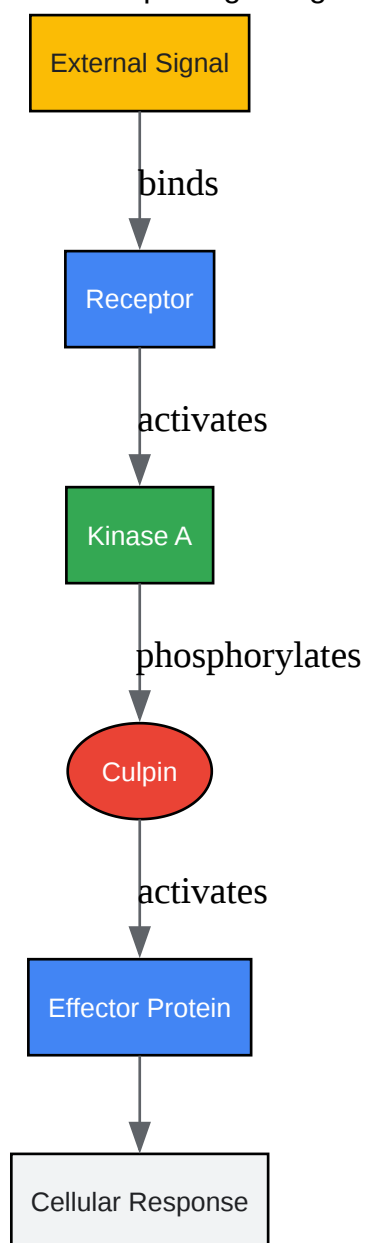 External Signal
binds
Receptor
activates
Kinase A
phosphorylates
Culpin
activates
Effector Protein
Cellular Response